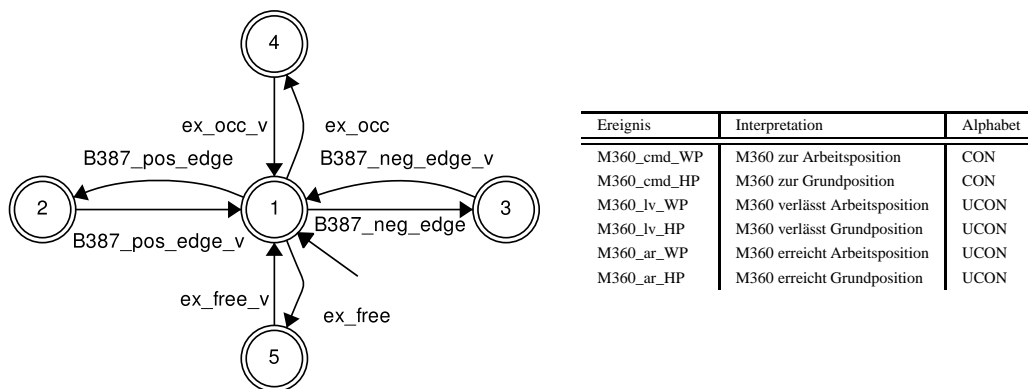 4
ex_occ_v
ex_occ
B387_pos_edge
B387_neg_edge_v
2
1
3
B387_pos_edge_v
B387_neg_edge
ex_free_v
ex_free
5
Ereignis Interpretation Alphabet
M360_cmd_WP M360 zur Arbeitsposition CON
M360_cmd_HP M360 zur Grundposition CON
M360_lv_WP M360 verlässt Arbeitsposition UCON
M360_lv_HP M360 verlässt Grundposition UCON
M360_ar_WP M360 erreicht Arbeitsposition UCON
M360_ar_HP M360 erreicht Grundposition UCON